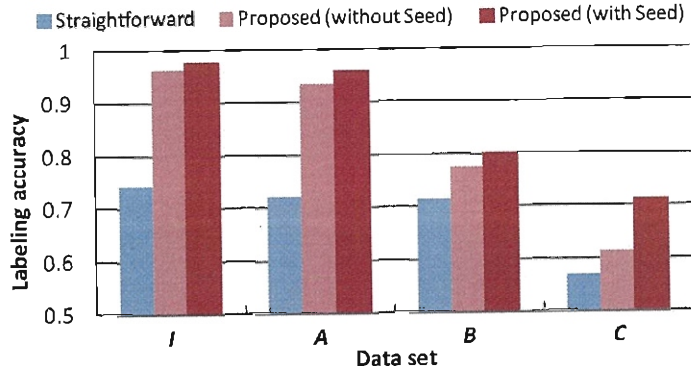 Straightforward Proposed (without Seed) Proposed (with Seed)
1
0.9
0.8
0.7
0.6
0.5
Labeling accuracy
I A B C
Data set